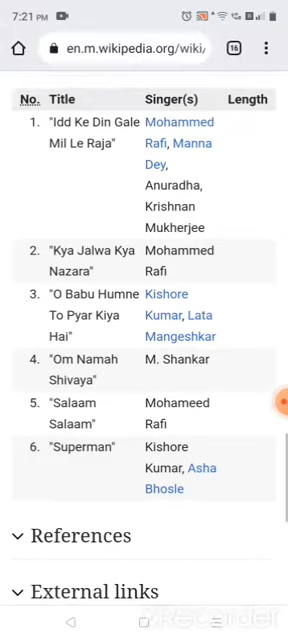 7:21 PM
en.m.wikipedia.org/wiki/
16
No. Title Singer(s) Length
1. "Idd Ke Din Gale Mohammed
Mil Le Raja" Rafi, Manna
Dey,
Anuradha,
Krishnan
Mukherjee
2. "Kya Jalwa Kya Mohammed
Nazara" Rafi
3. "O Babu Humne Kishore
To Pyar Kiya Kumar, Lata
Hai" Mangeshkar
4. "Om Namah M. Shankar
Shivaya"
5. "Salaam Mohameed
Salaam" Rafi
6. "Superman" Kishore
Kumar, Asha
Bhosle
References
External links
XRecorder